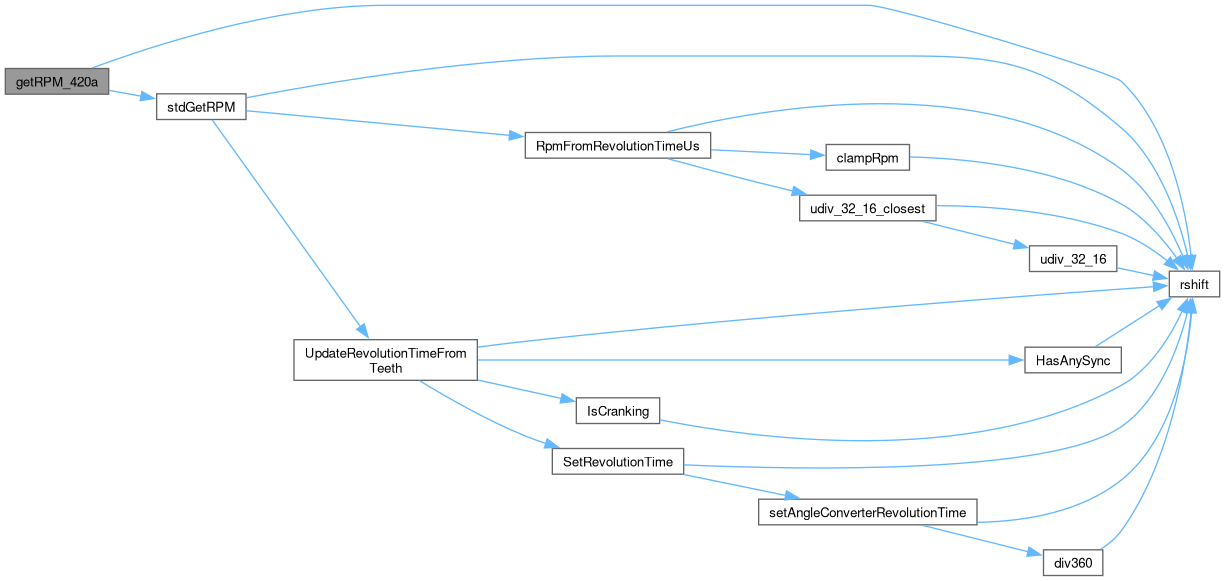 getRPM_420a
stdGetRPM
RpmFromRevolutionTimeUs
clampRpm
udiv_32_16_closest
udiv_32_16
rshift
UpdateRevolutionTimeFrom
Teeth
HasAnySync
IsCranking
SetRevolutionTime
setAngleConverterRevolutionTime
div360